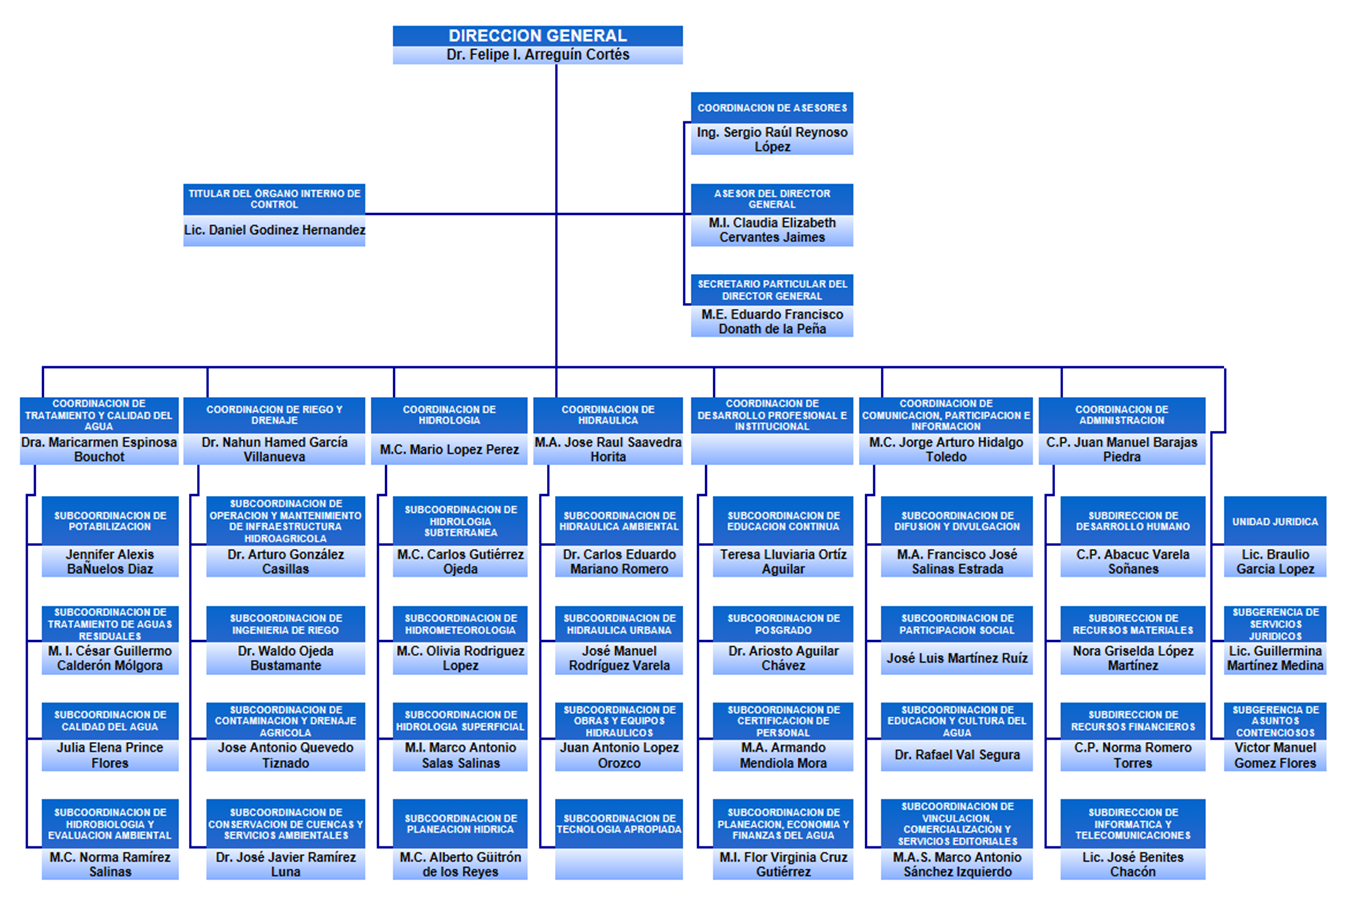 DIRECCION GENERAL
Dr. Felipe I. Arreguín Cortés
COORDINACION DE ASESORES
Ing. Sergio Raúl Reynoso
López
TITULAR DEL ÓRGANO INTERNO DE
CONTROL
Lic. Daniel Godinez Hernandez
ASESOR DEL DIRECTOR
GENERAL
M.I. Claudia Elizabeth
Cervantes Jaimes
SECRETARIO PARTICULAR DEL
DIRECTOR GENERAL
M.E. Eduardo Francisco
Donath de la Peña
COORDINACION DE
TRATAMIENTO Y CALIDAD DEL
AGUA
Dra. Maricarmen Espinosa
Bouchot
COORDINACION DE RIEGO Y
DRENAJE
Dr. Nahun Hamed García
Villanueva
COORDINACION DE
HIDROLOGIA
M.C. Mario Lopez Perez
COORDINACION DE
HIDRAULICA
M.A. Jose Raul Saavedra
Horita
COORDINACION DE
DESARROLLO PROFESIONAL E
INSTITUCIONAL
COORDINACION DE
COMUNICACION, PARTICIPACION E
INFORMACION
M.C. Jorge Arturo Hidalgo
Toledo
COORDINACION DE
ADMINISTRACION
C.P. Juan Manuel Barajas
Piedra
SUBCOORDINACION DE
POTABILIZACION
Jennifer Alexis
BaÑuelos Diaz
SUBCOORDINACION DE
OPERACION Y MANTENIMIENTO
DE INFRAESTRUCTURA
HIDROAGRICOLA
Dr. Arturo González
Casillas
SUBCOORDINACION DE
HIDROLOGIA
SUBTERRANEA
M.C. Carlos Gutiérrez
Ojeda
SUBCOORDINACION DE
HIDRAULICA AMBIENTAL
Dr. Carlos Eduardo
Mariano Romero
SUBCOORDINACION DE
EDUCACION CONTINUA
Teresa Lluviaria Ortíz
Aguilar
SUBCOORDINACION DE
DIFUSION Y DIVULGACION
M.A. Francisco José
Salinas Estrada
SUBDIRECCION DE
DESARROLLO HUMANO
C.P. Abacuc Varela
Soñanes
UNIDAD JURIDICA
Lic. Braulio
Garcia Lopez
SUBCOORDINACION DE
TRATAMIENTO DE AGUAS
RESIDUALES
M. I. César Guillermo
Calderón Mólgora
SUBCOORDINACION DE
INGENIERIA DE RIEGO
Dr. Waldo Ojeda
Bustamante
SUBCOORDINACION DE
HIDROMETEOROLOGIA
M.C. Olivia Rodriguez
Lopez
SUBCOORDINACION DE
HIDRAULICA URBANA
José Manuel
Rodríguez Varela
SUBCOORDINACION DE
POSGRADO
Dr. Ariosto Aguilar
Chávez
SUBCOORDINACION DE
PARTICIPACION SOCIAL
José Luis Martínez Ruíz
SUBDIRECCION DE
RECURSOS MATERIALES
Nora Griselda López
Martínez
SUBGERENCIA DE
SERVICIOS
JURIDICOS
Lic. Guillermina
Martínez Medina
SUBCOORDINACION DE
CALIDAD DEL AGUA
Julia Elena Prince
Flores
SUBCOORDINACION DE
CONTAMINACION Y DRENAJE
AGRICOLA
Jose Antonio Quevedo
Tiznado
SUBCOORDINACION DE
HIDROLOGIA SUPERFICIAL
M.I. Marco Antonio
Salas Salinas
SUBCOORDINACION DE
OBRAS Y EQUIPOS
HIDRAULICOS
Juan Antonio Lopez
Orozco
SUBCOORDINACION DE
CERTIFICACION DE
PERSONAL
M.A. Armando
Mendiola Mora
SUBCOORDINACION DE
EDUCACION Y CULTURA DEL
AGUA
Dr. Rafael Val Segura
SUBDIRECCION DE
RECURSOS FINANCIEROS
C.P. Norma Romero
Torres
SUBGERENCIA DE
ASUNTOS
CONTENCIOSOS
Victor Manuel
Gomez Flores
SUBCOORDINACION DE
HIDROBIOLOGIA Y
EVALUACION AMBIENTAL
M.C. Norma Ramírez
Salinas
SUBCOORDINACION DE
CONSERVACION DE CUENCAS Y
SERVICIOS AMBIENTALES
Dr. José Javier Ramírez
Luna
SUBCOORDINACION DE
PLANEACION HIDRICA
M.C. Alberto Güitrón
de los Reyes
SUBCOORDINACION DE
TECNOLOGIA APROPIADA
SUBCOORDINACION DE
PLANEACION, ECONOMIA Y
FINANZAS DEL AGUA
M.I. Flor Virginia Cruz
Gutiérrez
SUBCOORDINACION DE
VINCULACION,
COMERCIALIZACION Y
SERVICIOS EDITORIALES
M.A.S. Marco Antonio
Sánchez Izquierdo
SUBDIRECCION DE
INFORMATICA Y
TELECOMUNICACIONES
Lic. José Benites
Chacón